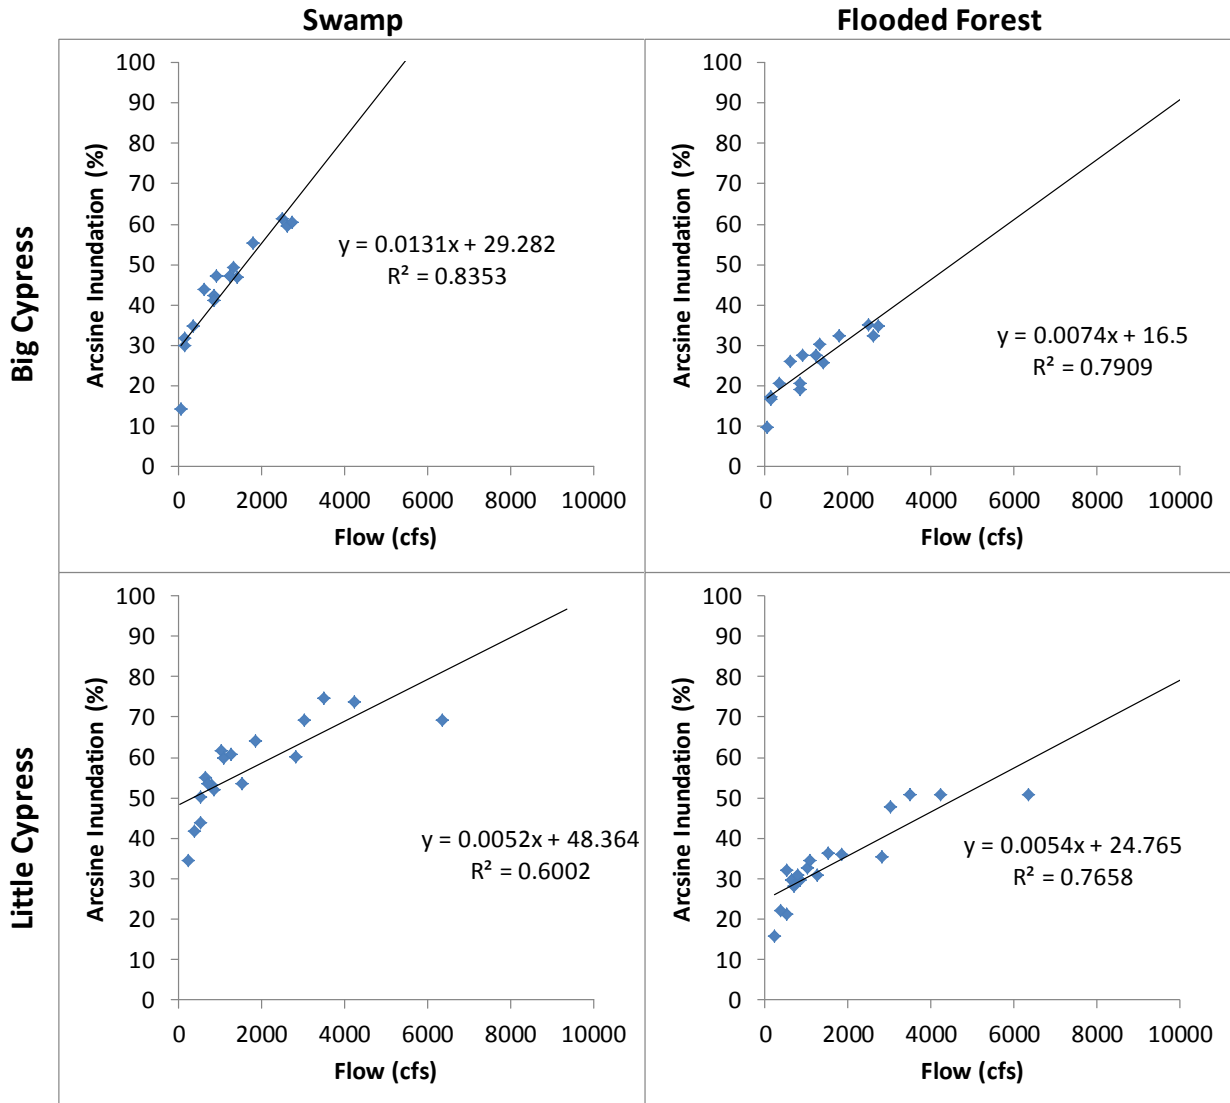 Swamp
Flooded Forest
Big Cypress
Arcsine Inundation (%)
100
90
80
70
60
50
40
30
20
10
0
y = 0.0131x + 29.282
R² = 0.8353
0 2000 4000 6000 8000 10000
Flow (cfs)
Arcsine Inundation (%)
100
90
80
70
60
50
40
30
20
10
0
y = 0.0074x + 16.5
R² = 0.7909
0 2000 4000 6000 8000 10000
Flow (cfs)
Little Cypress
Arcsine Inundation (%)
100
90
80
70
60
50
40
30
20
10
0
y = 0.0052x + 48.364
R² = 0.6002
0 2000 4000 6000 8000 10000
Flow (cfs)
Arcsine Inundation (%)
100
90
80
70
60
50
40
30
20
10
0
y = 0.0054x + 24.765
R² = 0.7658
0 2000 4000 6000 8000 10000
Flow (cfs)